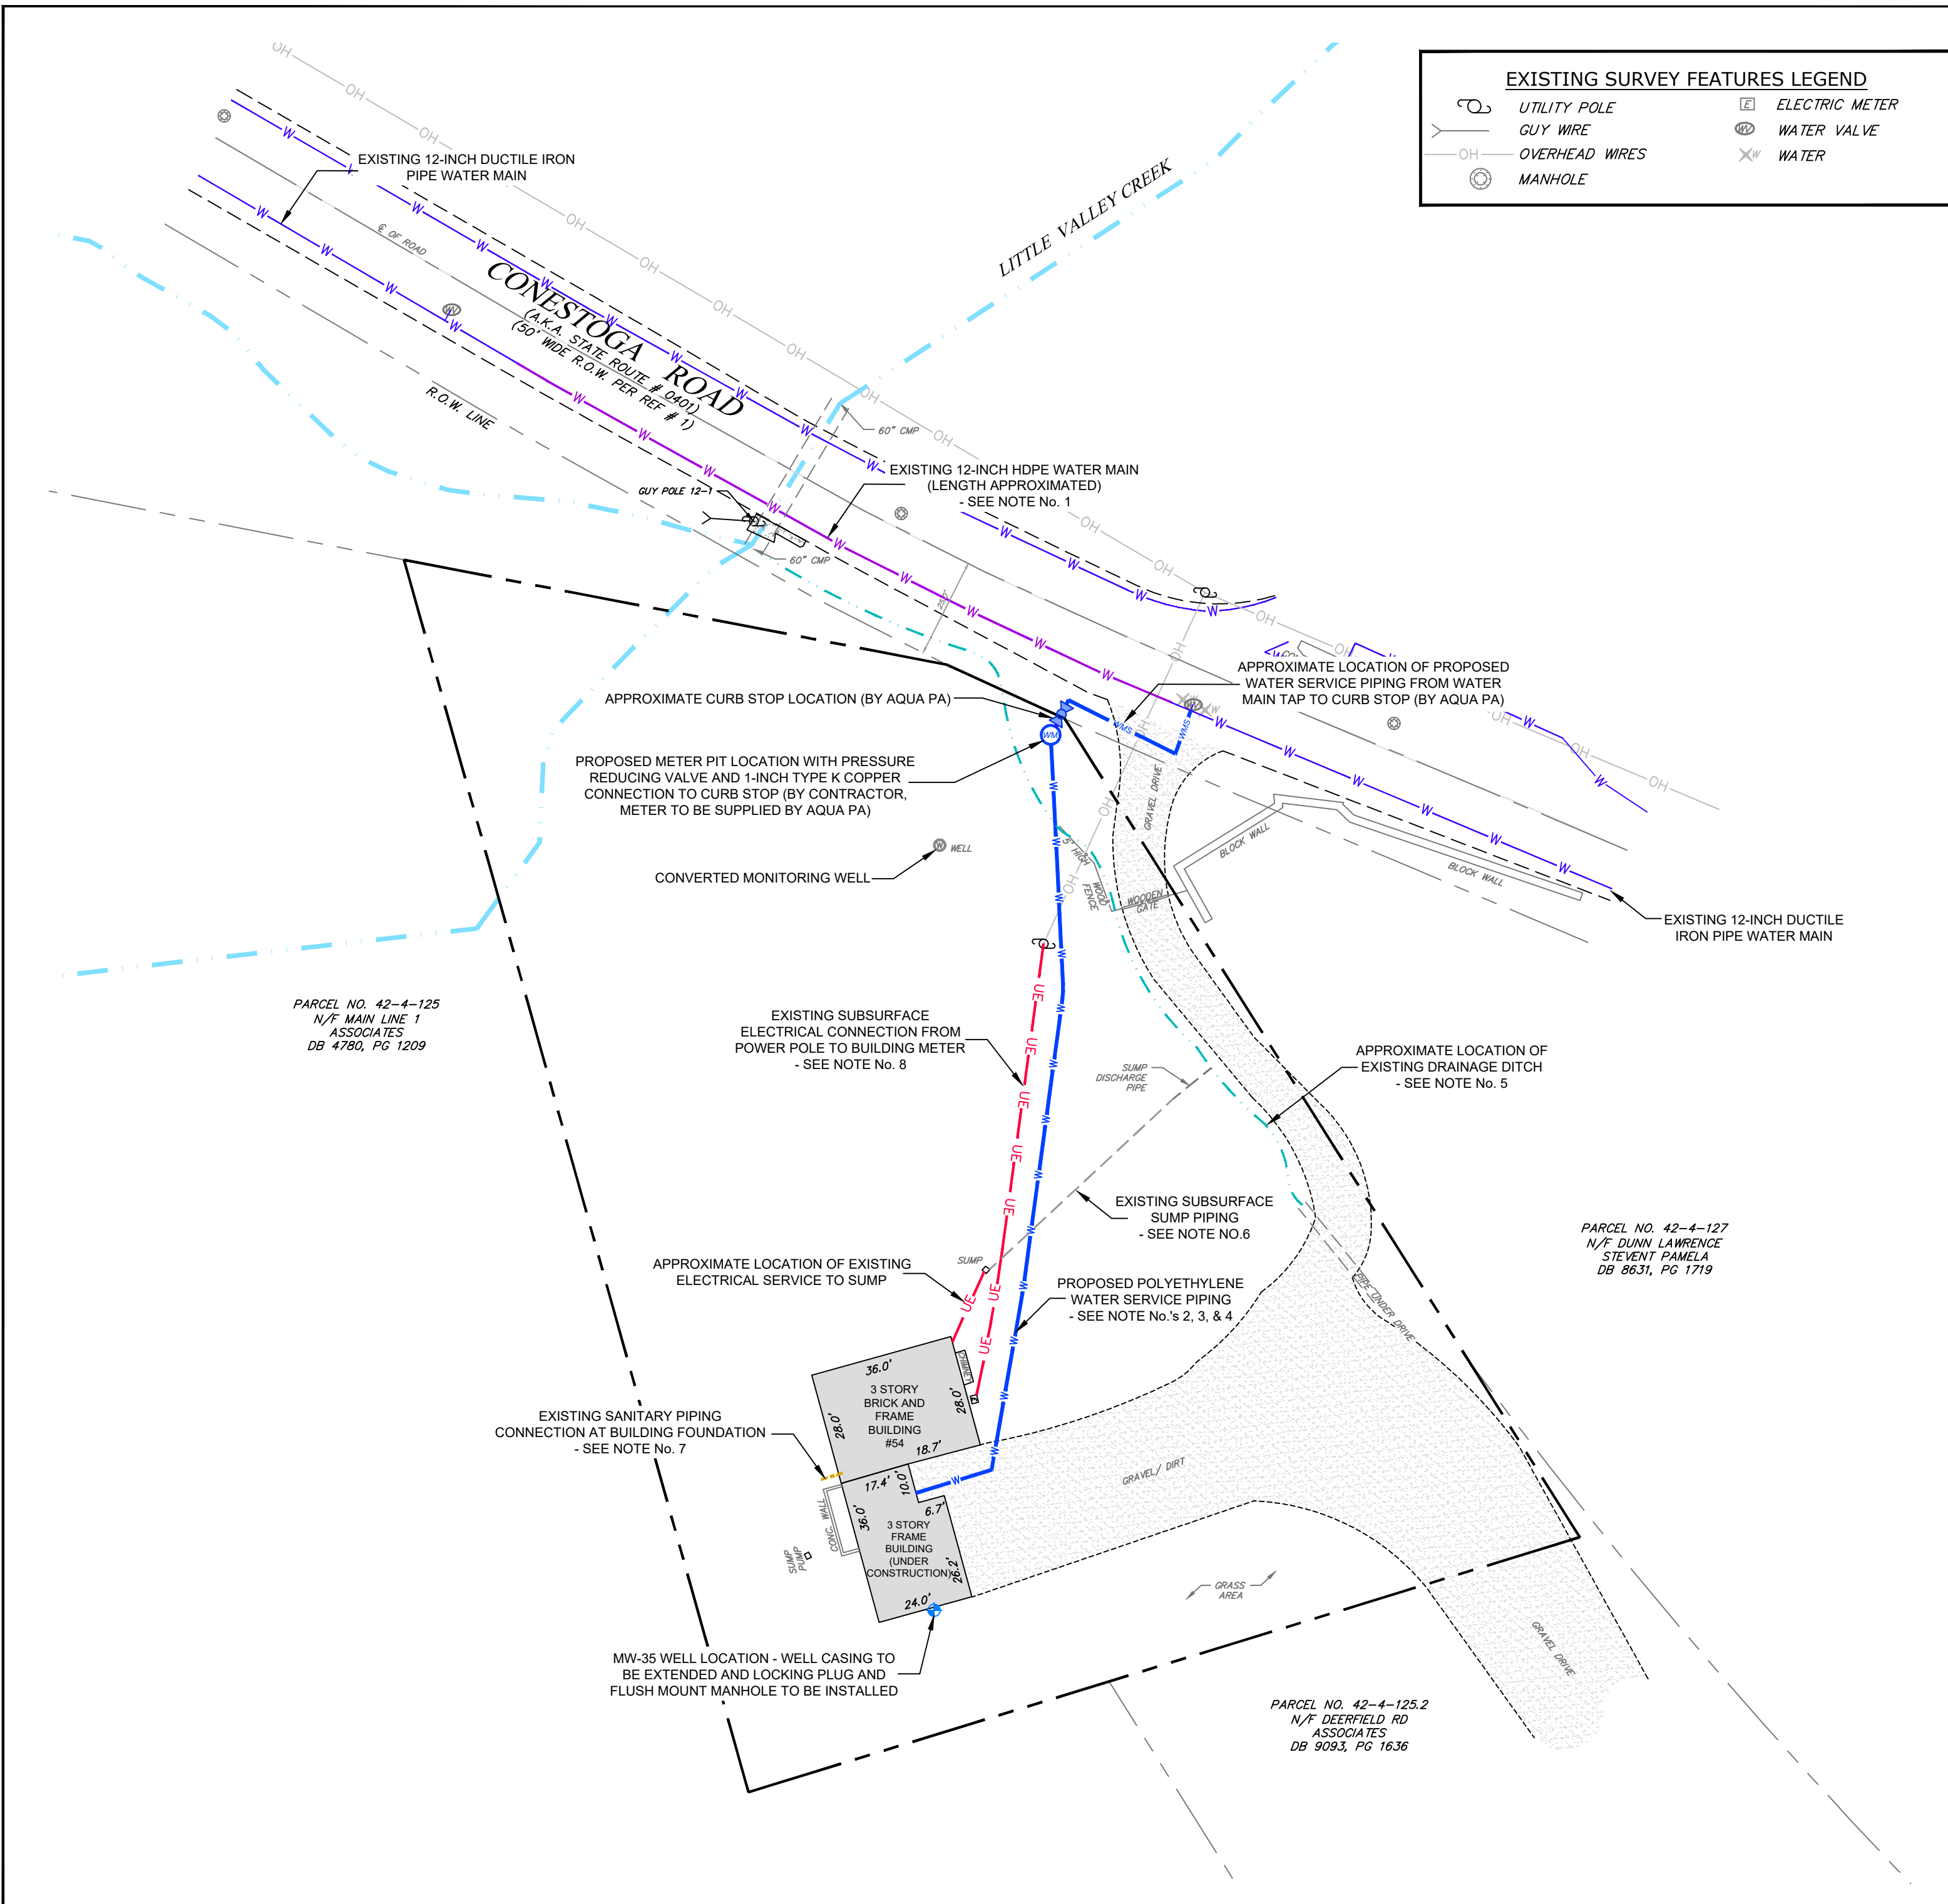 EXISTING SURVEY FEATURES LEGEND
UTILITY POLE
GUY WIRE
OH
OVERHEAD WIRES
MANHOLE
E
ELECTRIC METER
WV
WATER VALVE
W
WATER
EXISTING 12-INCH DUCTILE IRON
PIPE WATER MAIN
LITTLE VALLEY CREEK
℄ OF ROAD
CONESTOGA ROAD
(A.K.A. STATE ROUTE # 0401)
(50' WIDE R.O.W. PER REF # 1)
R.O.W. LINE
60" CMP
EXISTING 12-INCH HDPE WATER MAIN
(LENGTH APPROXIMATED)
- SEE NOTE No. 1
GUY POLE 12-1
60" CMP
APPROXIMATE LOCATION OF PROPOSED
WATER SERVICE PIPING FROM WATER
MAIN TAP TO CURB STOP (BY AQUA PA)
APPROXIMATE CURB STOP LOCATION (BY AQUA PA)
WMS
WMS
WM
PROPOSED METER PIT LOCATION WITH PRESSURE
REDUCING VALVE AND 1-INCH TYPE K COPPER
CONNECTION TO CURB STOP (BY CONTRACTOR,
METER TO BE SUPPLIED BY AQUA PA)
GRAVEL DRIVE
BLOCK WALL
BLOCK WALL
WELL
CONVERTED MONITORING WELL
5' HIGH
WOOD
FENCE
WOODEN
GATE
EXISTING 12-INCH DUCTILE
IRON PIPE WATER MAIN
PARCEL NO. 42-4-125
N/F MAIN LINE 1
ASSOCIATES
DB 4780, PG 1209
EXISTING SUBSURFACE
ELECTRICAL CONNECTION FROM
POWER POLE TO BUILDING METER
- SEE NOTE No. 8
UE
SUMP
DISCHARGE
PIPE
APPROXIMATE LOCATION OF
EXISTING DRAINAGE DITCH
- SEE NOTE No. 5
EXISTING SUBSURFACE
SUMP PIPING
- SEE NOTE NO.6
PARCEL NO. 42-4-127
N/F DUNN LAWRENCE
STEVENT PAMELA
DB 8631, PG 1719
SUMP
APPROXIMATE LOCATION OF EXISTING
ELECTRICAL SERVICE TO SUMP
PROPOSED POLYETHYLENE
WATER SERVICE PIPING
- SEE NOTE No.'s 2, 3, & 4
PIPE UNDER DRIVE
36.0'
CHIMNEY
3 STORY
BRICK AND
FRAME
BUILDING
#54
28.0'
28.0'
18.7'
EXISTING SANITARY PIPING
CONNECTION AT BUILDING FOUNDATION
- SEE NOTE No. 7
17.4'
10.0'
6.7'
36.0'
CONC. WALL
3 STORY
FRAME
BUILDING
(UNDER
CONSTRUCTION)
26.2'
24.0'
SUMP
PUMP
GRAVEL/ DIRT
GRASS
AREA
GRAVEL DRIVE
MW-35 WELL LOCATION - WELL CASING TO
BE EXTENDED AND LOCKING PLUG AND
FLUSH MOUNT MANHOLE TO BE INSTALLED
PARCEL NO. 42-4-125.2
N/F DEERFIELD RD
ASSOCIATES
DB 9093, PG 1636